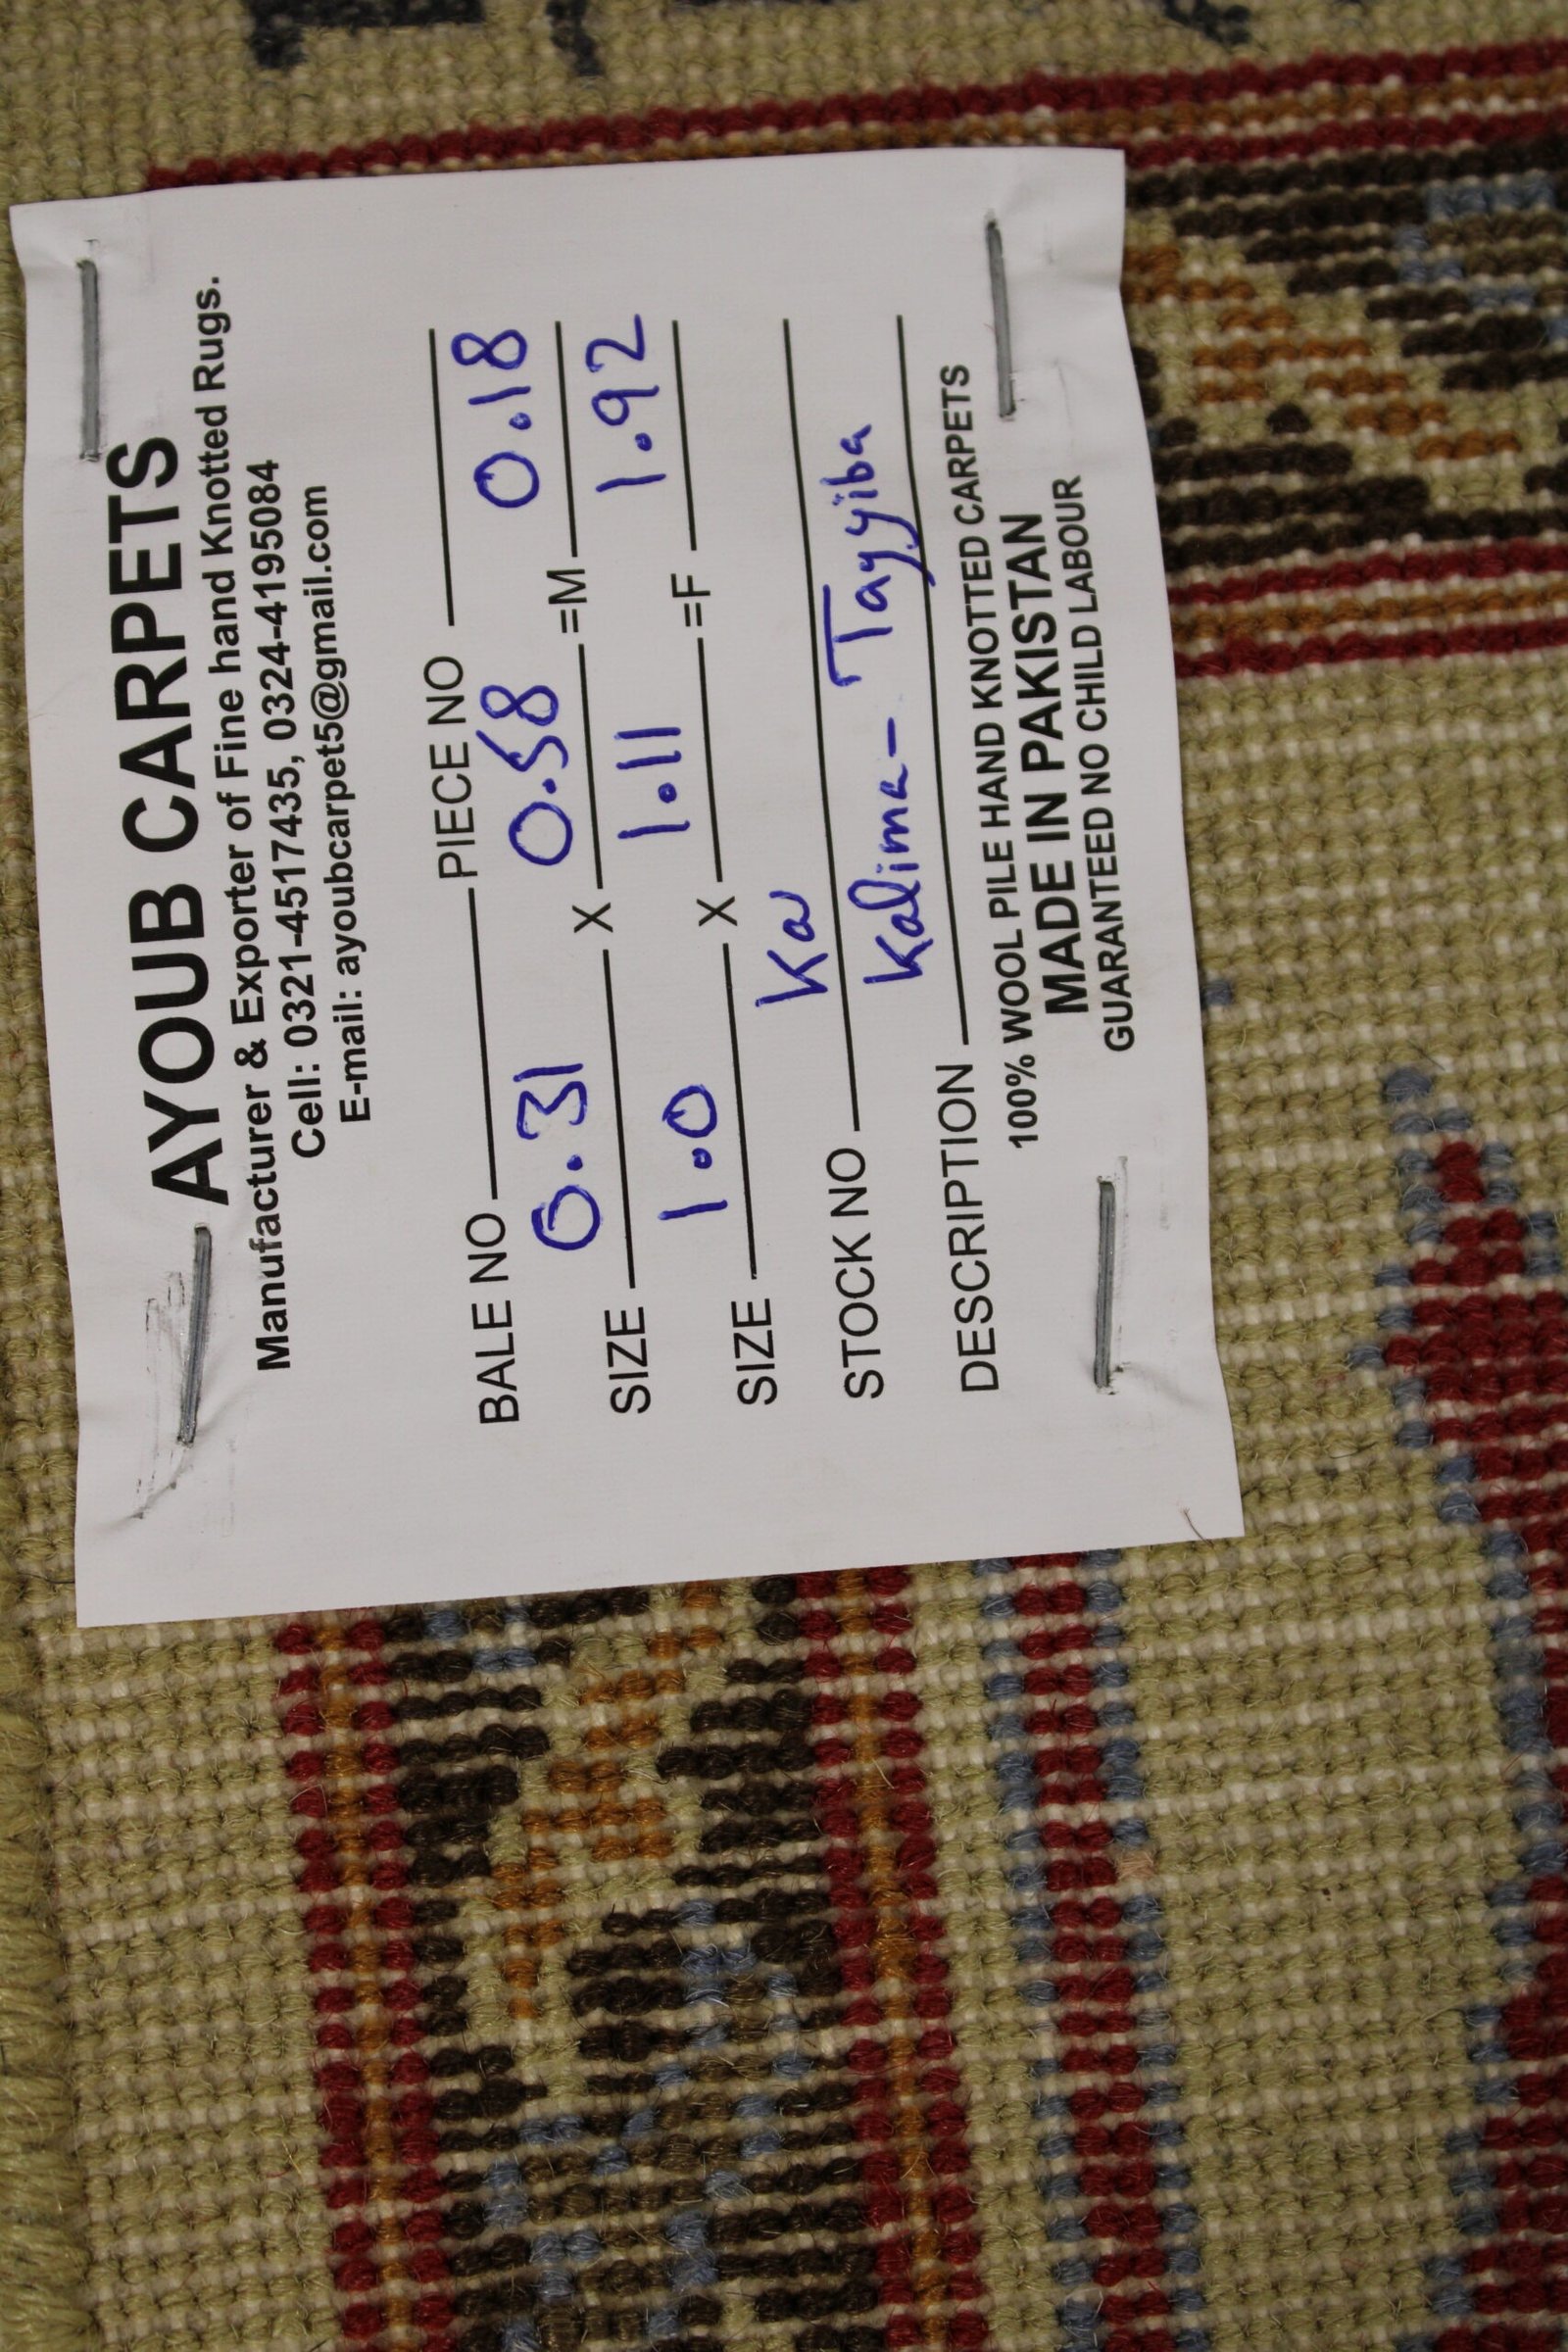 AYOUB CARPETS
Manufacturer & Exporter of Fine hand Knotted Rugs.
Cell: 0321-4517435, 0324-4195084
E-mail: ayoubcarpet5@gmail.com
BALE NO PIECE NO
SIZE 0.31 X 0.58 =M 0.18
SIZE 1.0 X 1.11 =F 1.92
STOCK NO Ka
DESCRIPTION Kalima-Tayyiba
100% WOOL PILE HAND KNOTTED CARPETS
MADE IN PAKISTAN
GUARANTEED NO CHILD LABOUR